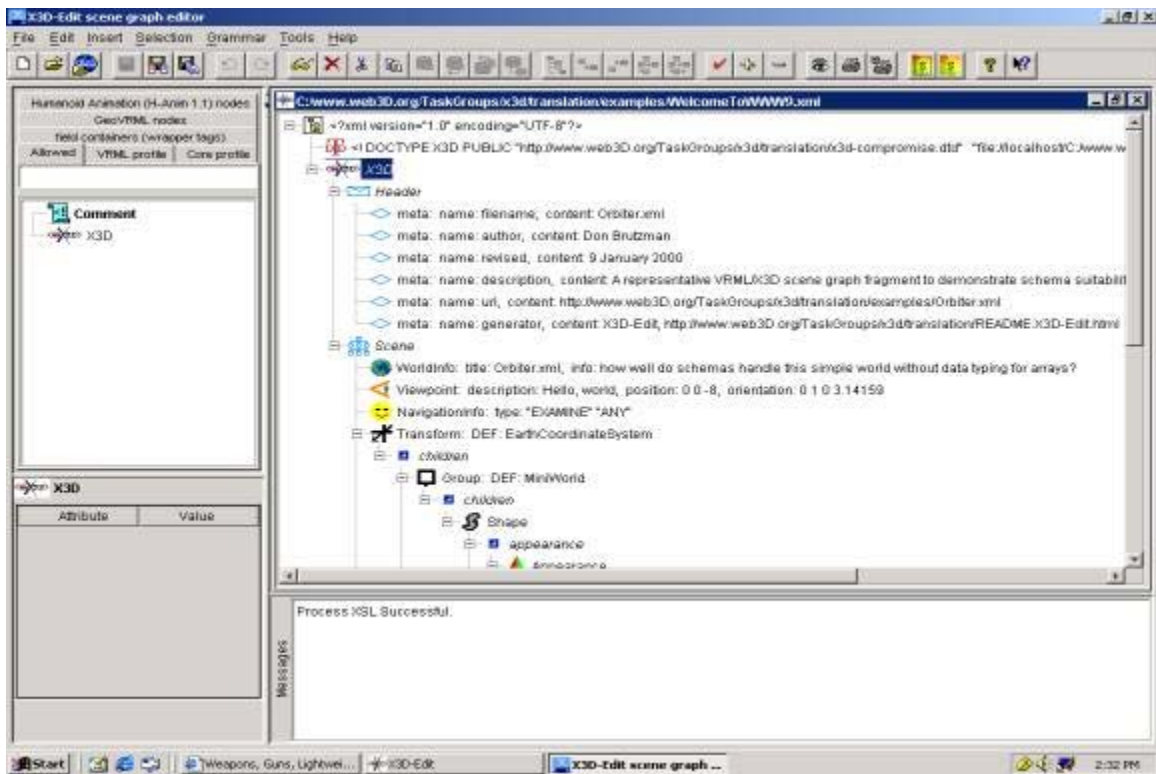 X3D-Edit scene graph editor
File Edit Insert Selection Grammar Tools Help
Humanoid Animation (H-Anim 1.1) nodes
GeoVRML nodes
field containers (wrapper tags)
Allowed VRML profile Core profile
Comment
X3D
X3D
Attribute Value
C:/www.web3D.org/TaskGroups/x3d/translation/examples/WelcomeToWWW9.xml
<?xml version="1.0" encoding="UTF-8"?>
<!DOCTYPE X3D PUBLIC "http://www.web3D.org/TaskGroups/x3d/translation/x3d-compromise.dtd" "file://localhost/C:/www.w
X3D
Header
meta: name: filename, content: Orbiter.xml
meta: name: author, content: Don Brutzman
meta: name: revised, content: 9 January 2000
meta: name: description, content: A representative VRML/X3D scene graph fragment to demonstrate schema suitabilit
meta: name: url, content: http://www.web3D.org/TaskGroups/x3d/translation/examples/Orbiter.xml
meta: name: generator, content: X3D-Edit, http://www.web3D.org/TaskGroups/x3d/translation/README.X3D-Edit.html
Scene
WorldInfo: title: Orbiter.xml, info: how well do schemas handle this simple world without data typing for arrays?
Viewpoint: description: Hello, world, position: 0 0 -8, orientation: 0 1 0 3.14159
NavigationInfo: type: "EXAMINE" "ANY"
Transform: DEF: EarthCoordinateSystem
children
Group: DEF: MiniWorld
children
Shape
appearance
Appearance
Messages
Process XSL Successful.
Start Weapons, Guns, Lightwei... X3D-Edit X3D-Edit scene graph ... 2:32 PM